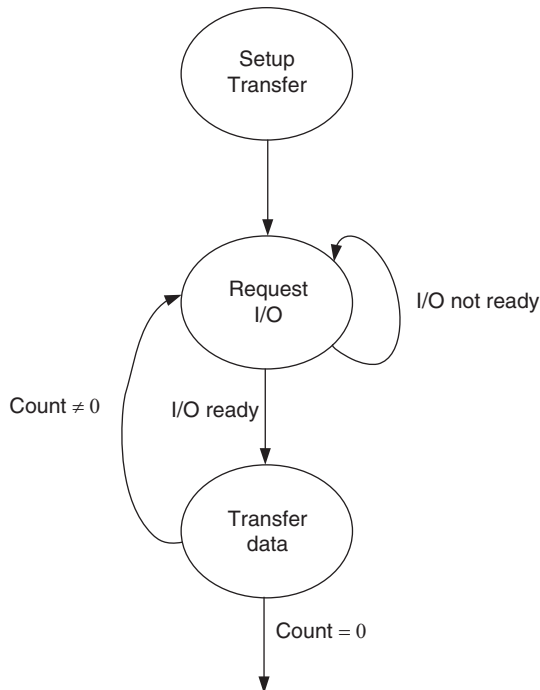 Setup
Transfer
Request
I/O
I/O not ready
Count ≠ 0
I/O ready
Transfer
data
Count = 0